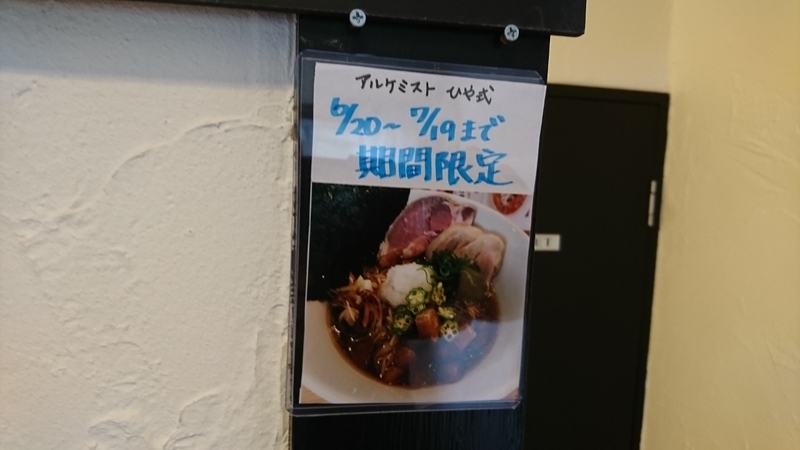 アルケミスト ひや式
6/20〜7/19まで
期間限定